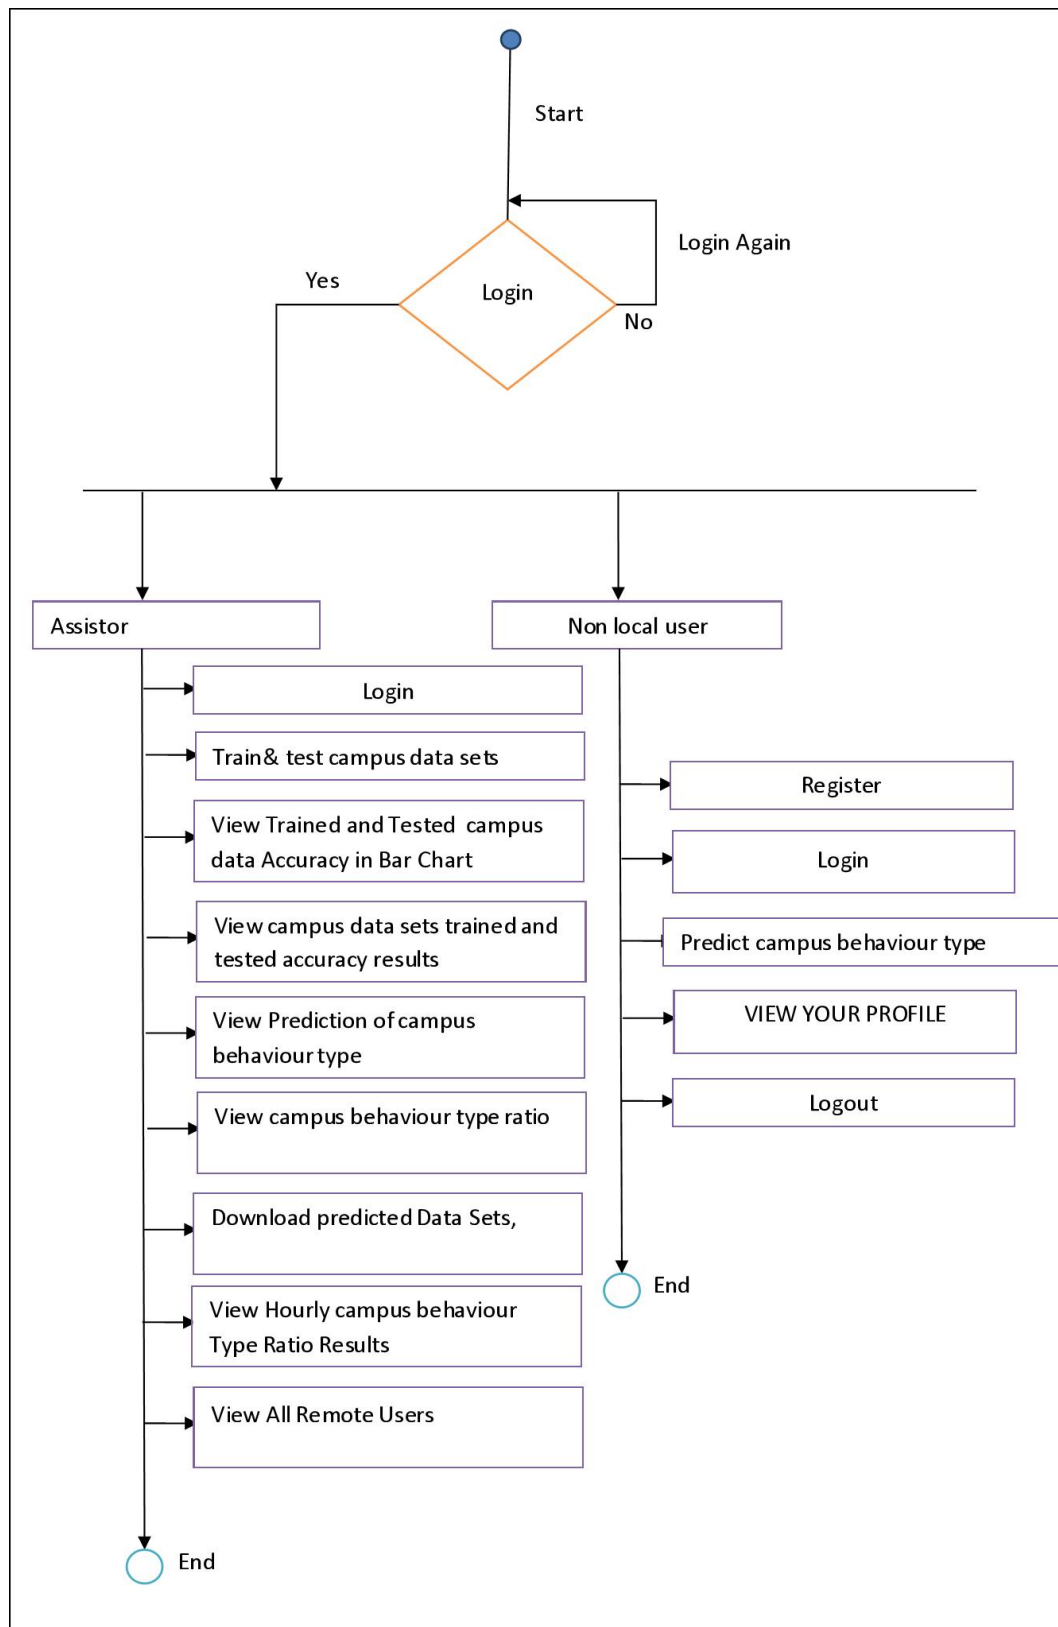 Start
Login Again
Yes
Login
No
Assistor
Non local user
Login
Train& test campus data sets
View Trained and Tested campus
data Accuracy in Bar Chart
View campus data sets trained and
tested accuracy results
View Prediction of campus
behaviour type
View campus behaviour type ratio
Download predicted Data Sets,
View Hourly campus behaviour
Type Ratio Results
View All Remote Users
End
Register
Login
Predict campus behaviour type
VIEW YOUR PROFILE
Logout
End